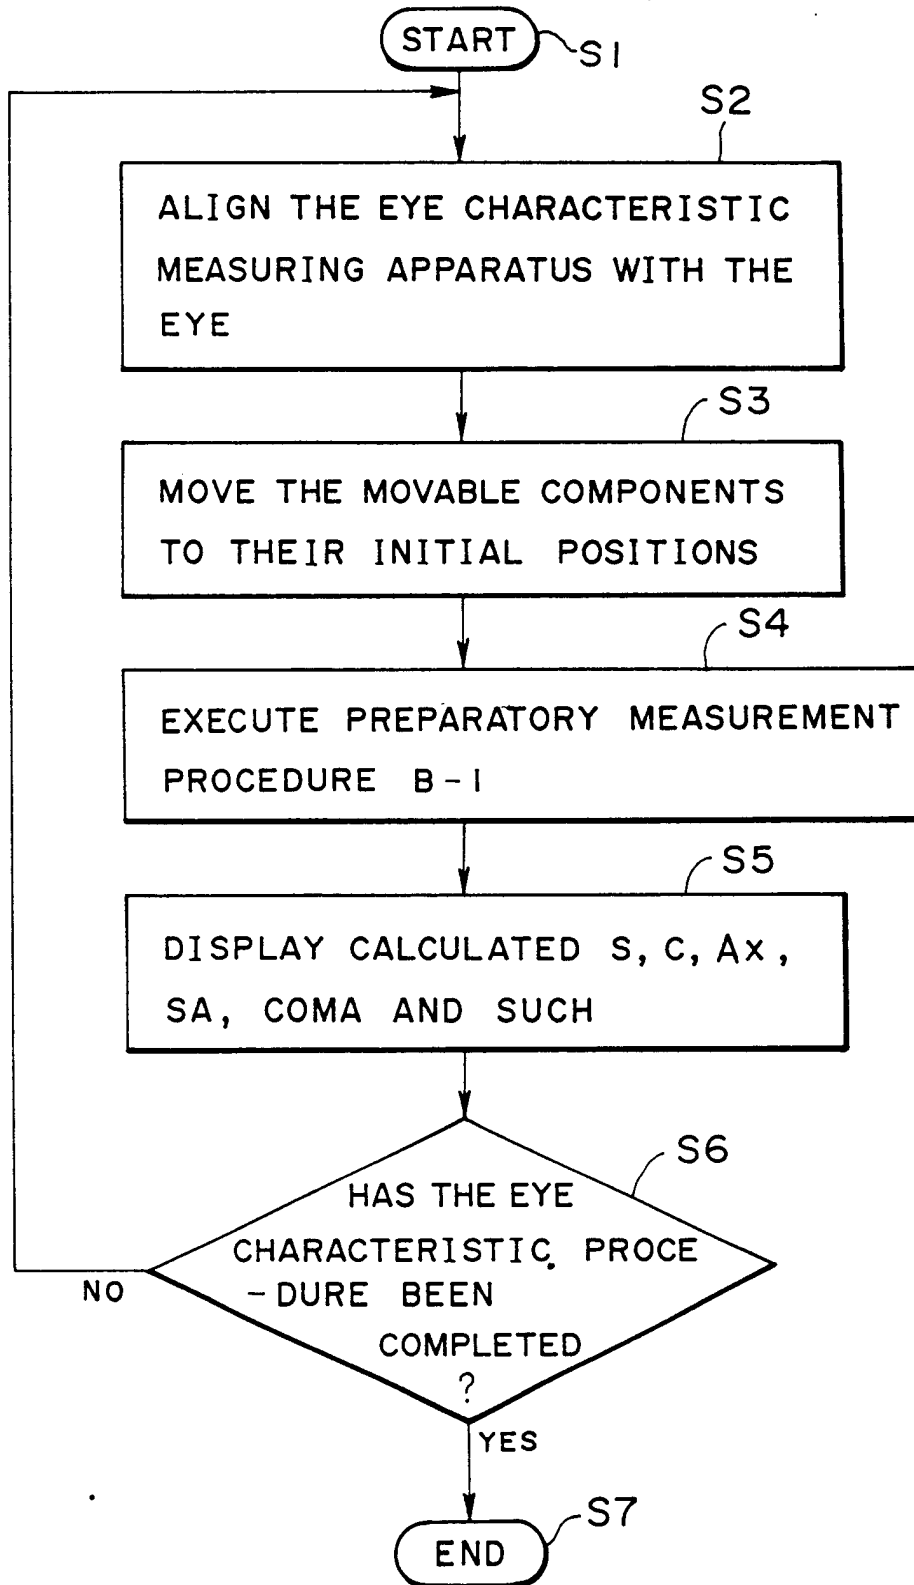 START
S1
S2
ALIGN THE EYE CHARACTERISTIC
MEASURING APPARATUS WITH THE
EYE
S3
MOVE THE MOVABLE COMPONENTS
TO THEIR INITIAL POSITIONS
S4
EXECUTE PREPARATORY MEASUREMENT
PROCEDURE B-1
S5
DISPLAY CALCULATED S, C, Ax,
SA, COMA AND SUCH
S6
HAS THE EYE
CHARACTERISTIC. PROCE
-DURE BEEN
COMPLETED
?
NO
YES
S7
END